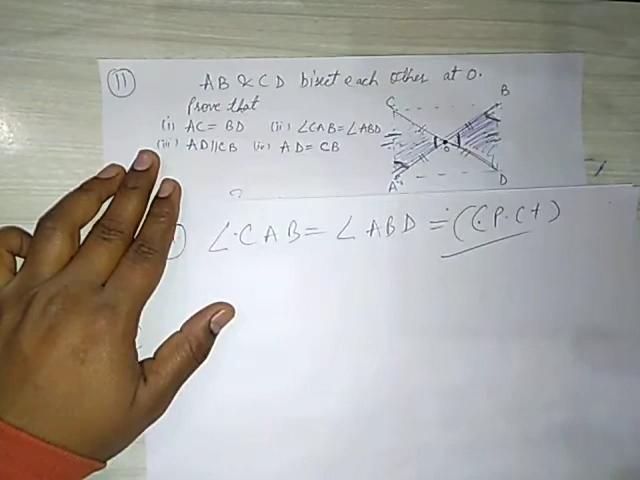 11
AB & CD bisect each other at O.
Prove that
(i) AC = BD (ii) ∠CAB = ∠ABD
(iii) AD||CB (iv) AD = CB
C B
O
A D
∠CAB = ∠ABD = (C.P.Ct)